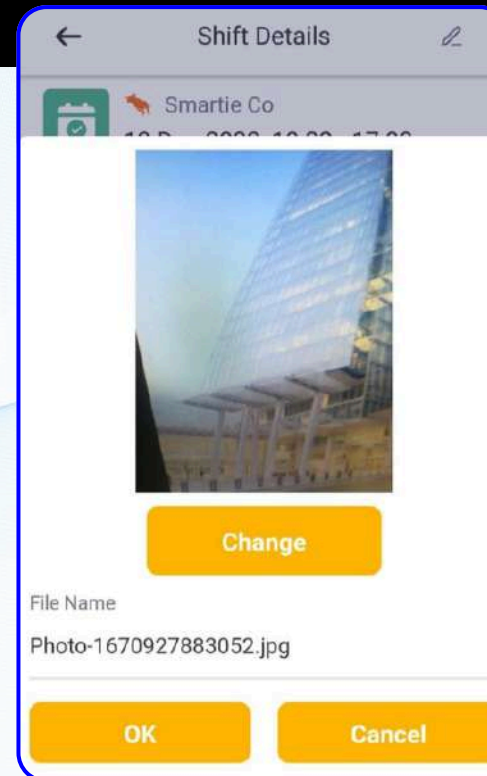 Shift Details
Smartie Co
Change
File Name
Photo-1670927883052.jpg
OK
Cancel